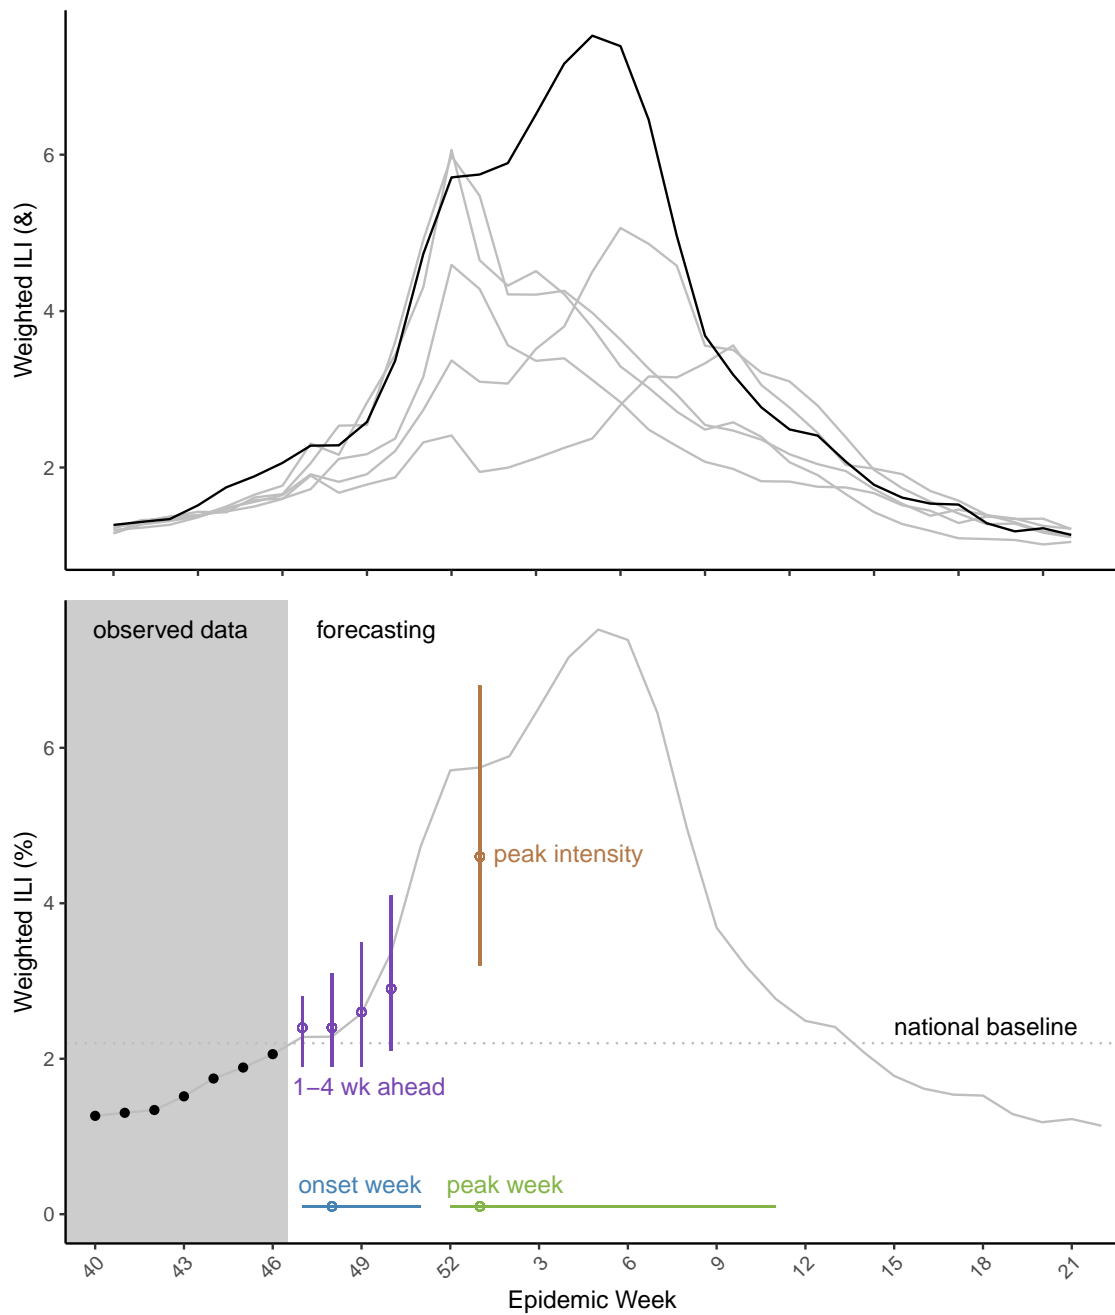 Weighted ILI (&)
6
4
2
observed data
forecasting
Weighted ILI (%)
6
4
2
0
peak intensity
national baseline
1−4 wk ahead
onset week
peak week
40
43
46
49
52
3
6
9
12
15
18
21
Epidemic Week